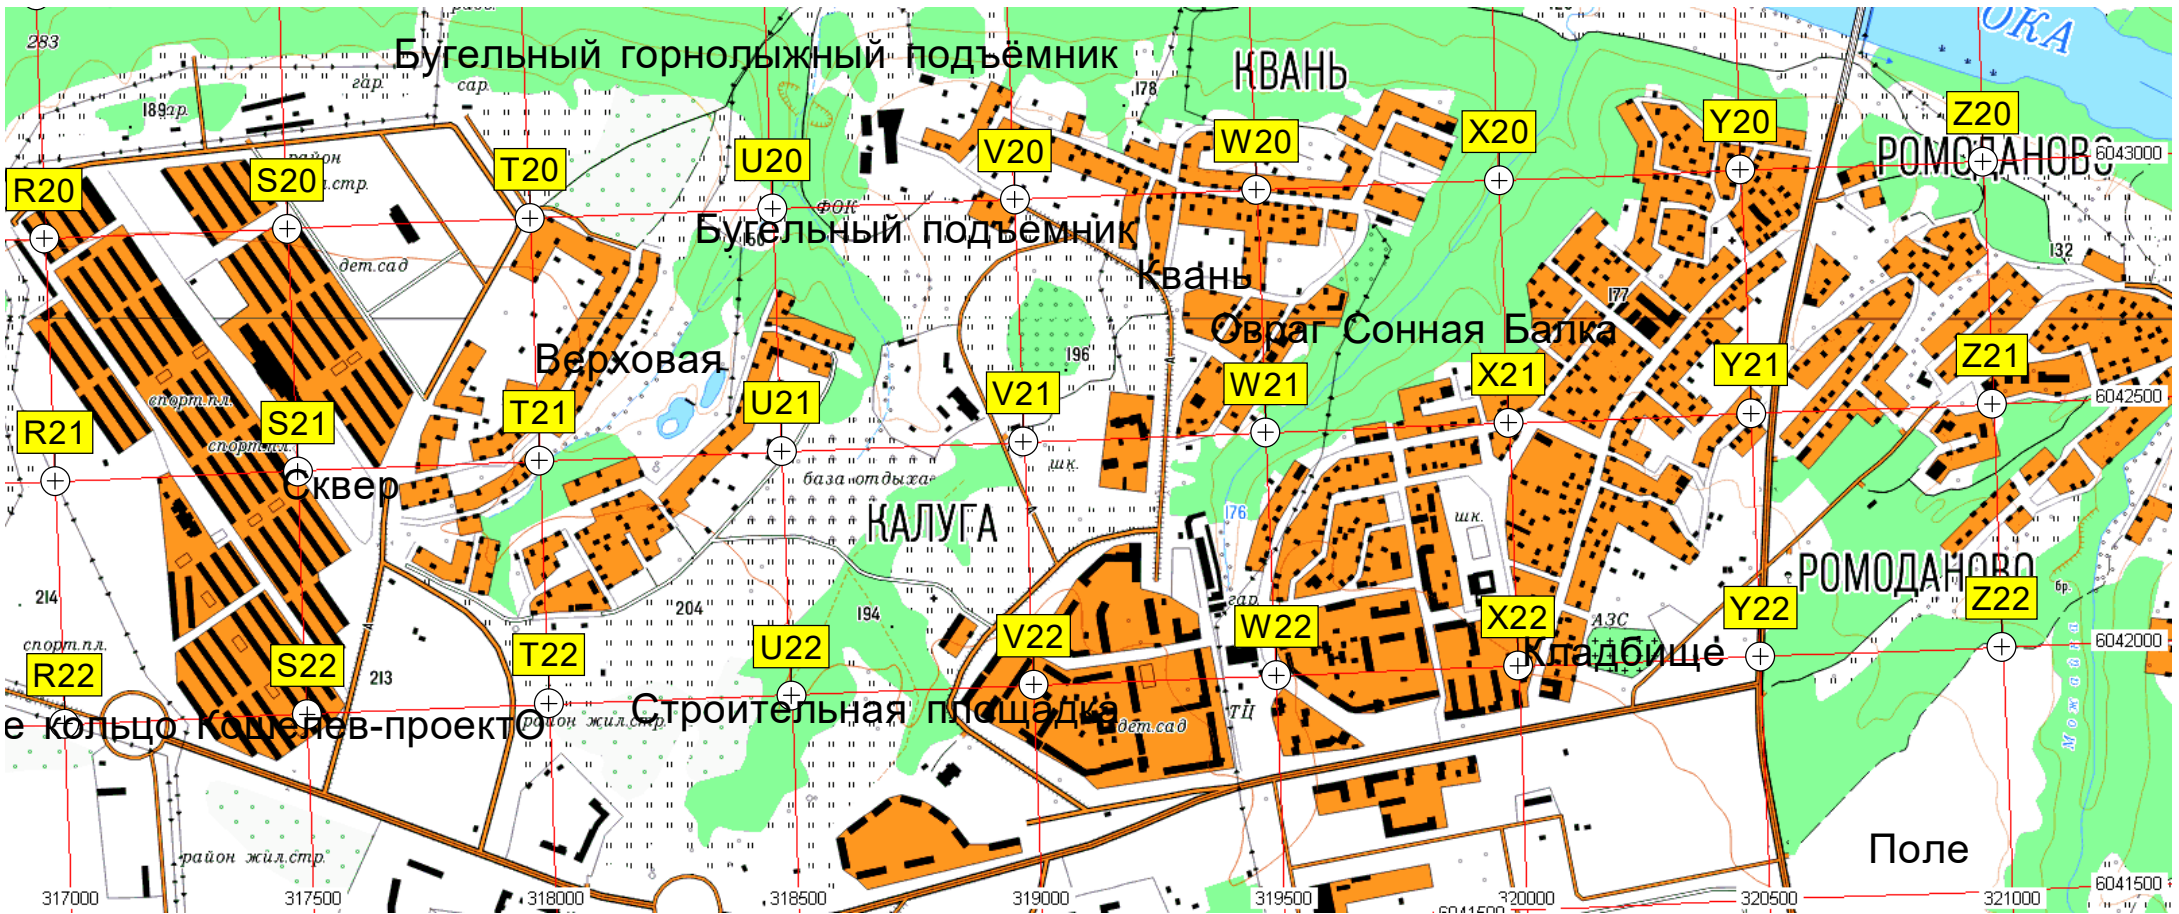 ОКА
283
Бугельный горнолыжный подъёмник
КВАНЬ
гар.
сар.
178
189
ар.
Z20
Y20
X20
W20
V20
U20
T20
S20
R20
район
РОМОДАНОВО
6043000
ФОК
Бугельный подъемник
132
дет.сад
Квань
177
Овраг Сонная Балка
196
Верховая
Z21
Y21
X21
W21
V21
U21
T21
S21
R21
6042500
спорт.пл.
спорт.пл.
шк.
база отдыха
Сквер
КАЛУГА
176
шк.
РОМОДАНОВО
бр.
214
204
194
гар.
АЗС
Z22
Y22
X22
W22
V22
U22
T22
S22
R22
6042000
спорт.пл.
213
Кладбище
е кольцо Кошелев-проектО
район жил.стр.
Строительная площадка
дет.сад
ТЦ
район жил.стр.
Поле
6041500
317000
317500
318000
318500
319000
319500
320000
320500
321000